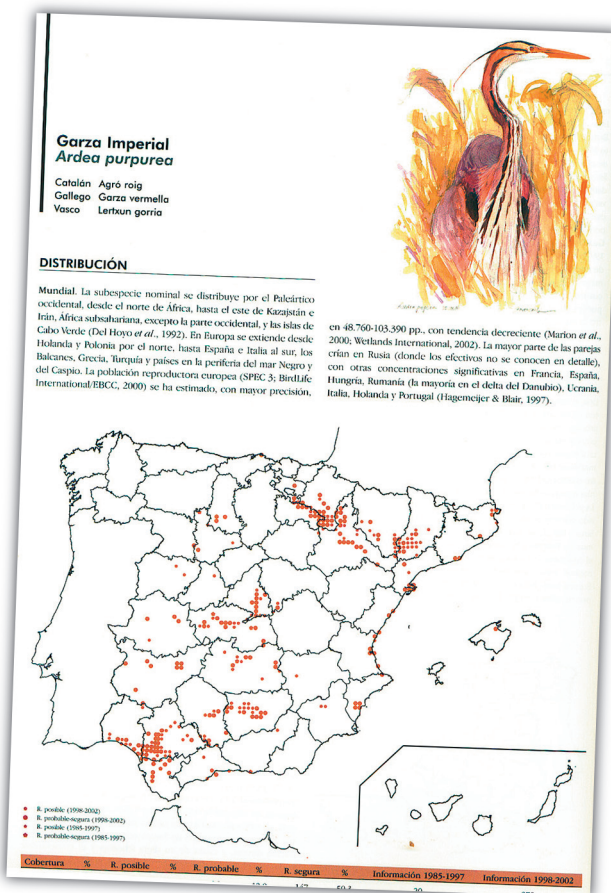 Garza Imperial
Ardea purpurea
Catalán Agró roig
Gallego Garza vermella
Vasco Lertxun gorria
DISTRIBUCIÓN
Mundial. La subespecie nominal se distribuye por el Paleártico
occidental, desde el norte de África, hasta el este de Kazajstán e
Irán, África subsahariana, excepto la parte occidental, y las islas de
Cabo Verde (Del Hoyo et al., 1992). En Europa se extiende desde
Holanda y Polonia por el norte, hasta España e Italia al sur, los
Balcanes, Grecia, Turquía y países en la periferia del mar Negro y
del Caspio. La población reproductora europea (SPEC 3; BirdLife
International/EBCC, 2000) se ha estimado, con mayor precisión,
en 48.760-103.390 pp., con tendencia decreciente (Marion et al.,
2000; Wetlands International, 2002). La mayor parte de las parejas
crían en Rusia (donde los efectivos no se conocen en detalle),
con otras concentraciones significativas en Francia, España,
Hungría, Rumanía (la mayoría en el delta del Danubio), Ucrania,
Italia, Holanda y Portugal (Hagemeijer & Blair, 1997).
R. posible (1998-2002)
R. probable-segura (1998-2002)
R. posible (1985-1997)
R. probable-segura (1985-1997)
Cobertura % R. posible % R. probable % R. segura % Información 1985-1997 Información 1998-2002